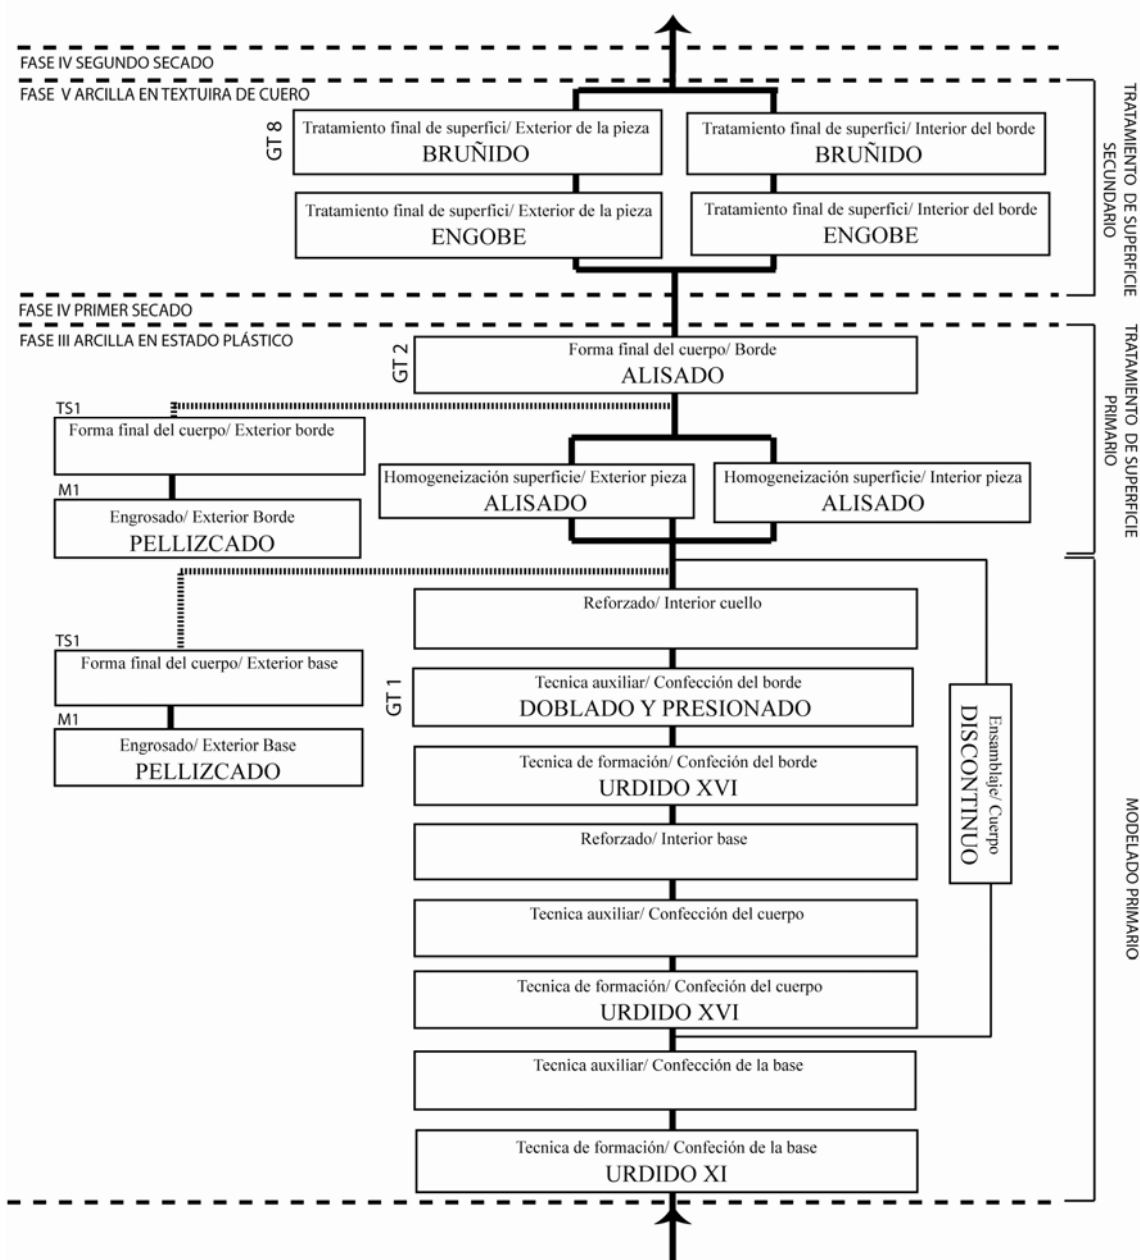 FASE IV SEGUNDO SECADO
FASE V ARCILLA EN TEXTUIRA DE CUERO
TRATAMIENTO DE SUPERFICIE
SECUNDARIO
GT 8
Tratamiento final de superfici/ Exterior de la pieza
BRUÑIDO
Tratamiento final de superfici/ Interior del borde
BRUÑIDO
Tratamiento final de superfici/ Exterior de la pieza
ENGOBE
Tratamiento final de superfici/ Interior del borde
ENGOBE
FASE IV PRIMER SECADO
FASE III ARCILLA EN ESTADO PLÁSTICO
TRATAMIENTO DE SUPERFICIE
PRIMARIO
GT 2
Forma final del cuerpo/ Borde
ALISADO
TS1
Forma final del cuerpo/ Exterior borde
M1
Engrosado/ Exterior Borde
PELLIZCADO
Homogeneización superficie/ Exterior pieza
ALISADO
Homogeneización superficie/ Interior pieza
ALISADO
MODELADO PRIMARIO
Reforzado/ Interior cuello
TS1
Forma final del cuerpo/ Exterior base
M1
Engrosado/ Exterior Base
PELLIZCADO
GT 1
Tecnica auxiliar/ Confección del borde
DOBLADO Y PRESIONADO
Tecnica de formación/ Confeción del borde
URDIDO XVI
Ensamblaje/ Cuerpo
DISCONTINUO
Reforzado/ Interior base
Tecnica auxiliar/ Confección del cuerpo
Tecnica de formación/ Confeción del cuerpo
URDIDO XVI
Tecnica auxiliar/ Confección de la base
Tecnica de formación/ Confeción de la base
URDIDO XI